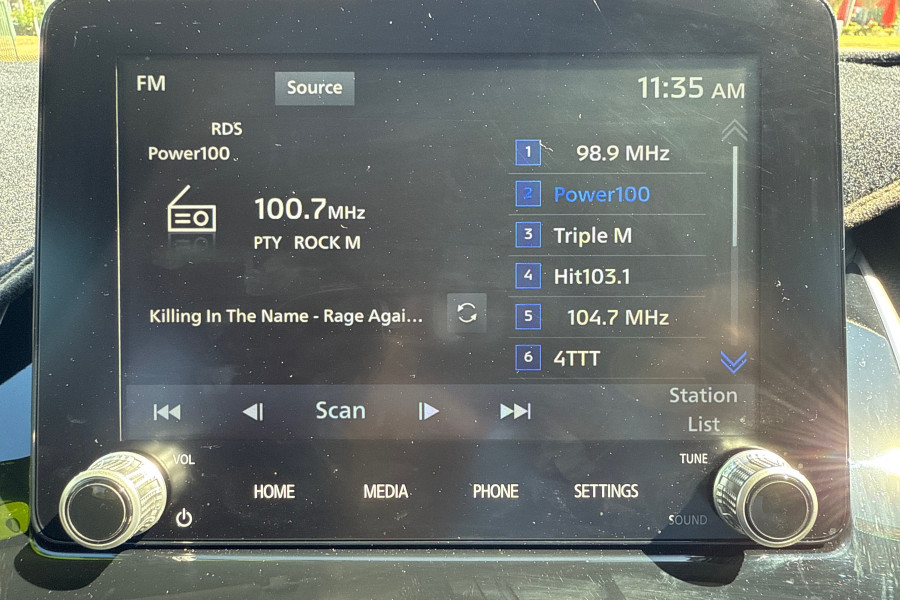 FM
Source
11:35 AM
RDS
Power100
100.7MHz
PTY ROCK M
Killing In The Name - Rage Agai...
1 98.9 MHz
2 Power100
3 Triple M
4 Hit103.1
5 104.7 MHz
6 4TTT
Scan
Station
List
VOL
TUNE
HOME
MEDIA
PHONE
SETTINGS
SOUND